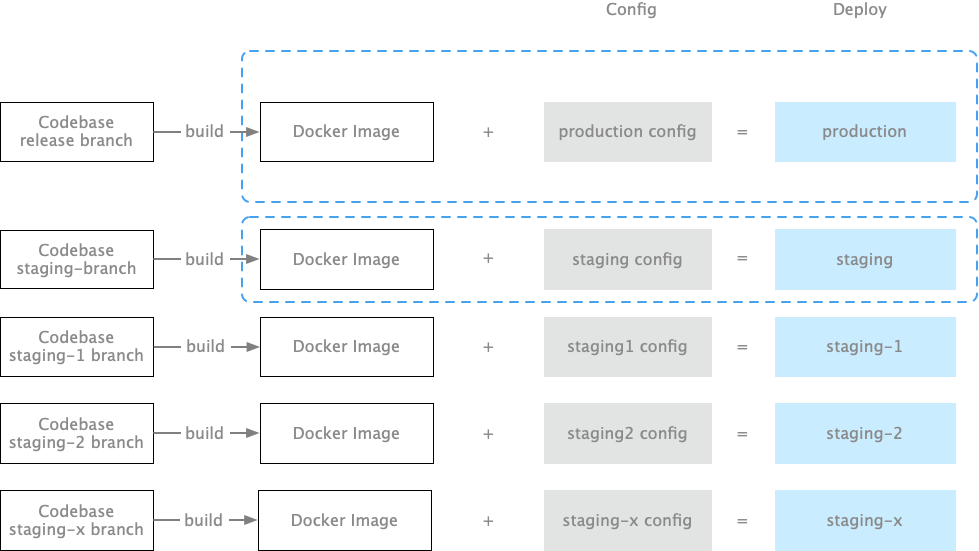 Config
Deploy
Codebase
release branch
build
Docker Image
+
production config
=
production
Codebase
staging-branch
build
Docker Image
+
staging config
=
staging
Codebase
staging-1 branch
build
Docker Image
+
staging1 config
=
staging-1
Codebase
staging-2 branch
build
Docker Image
+
staging2 config
=
staging-2
Codebase
staging-x branch
build
Docker Image
+
staging-x config
=
staging-x